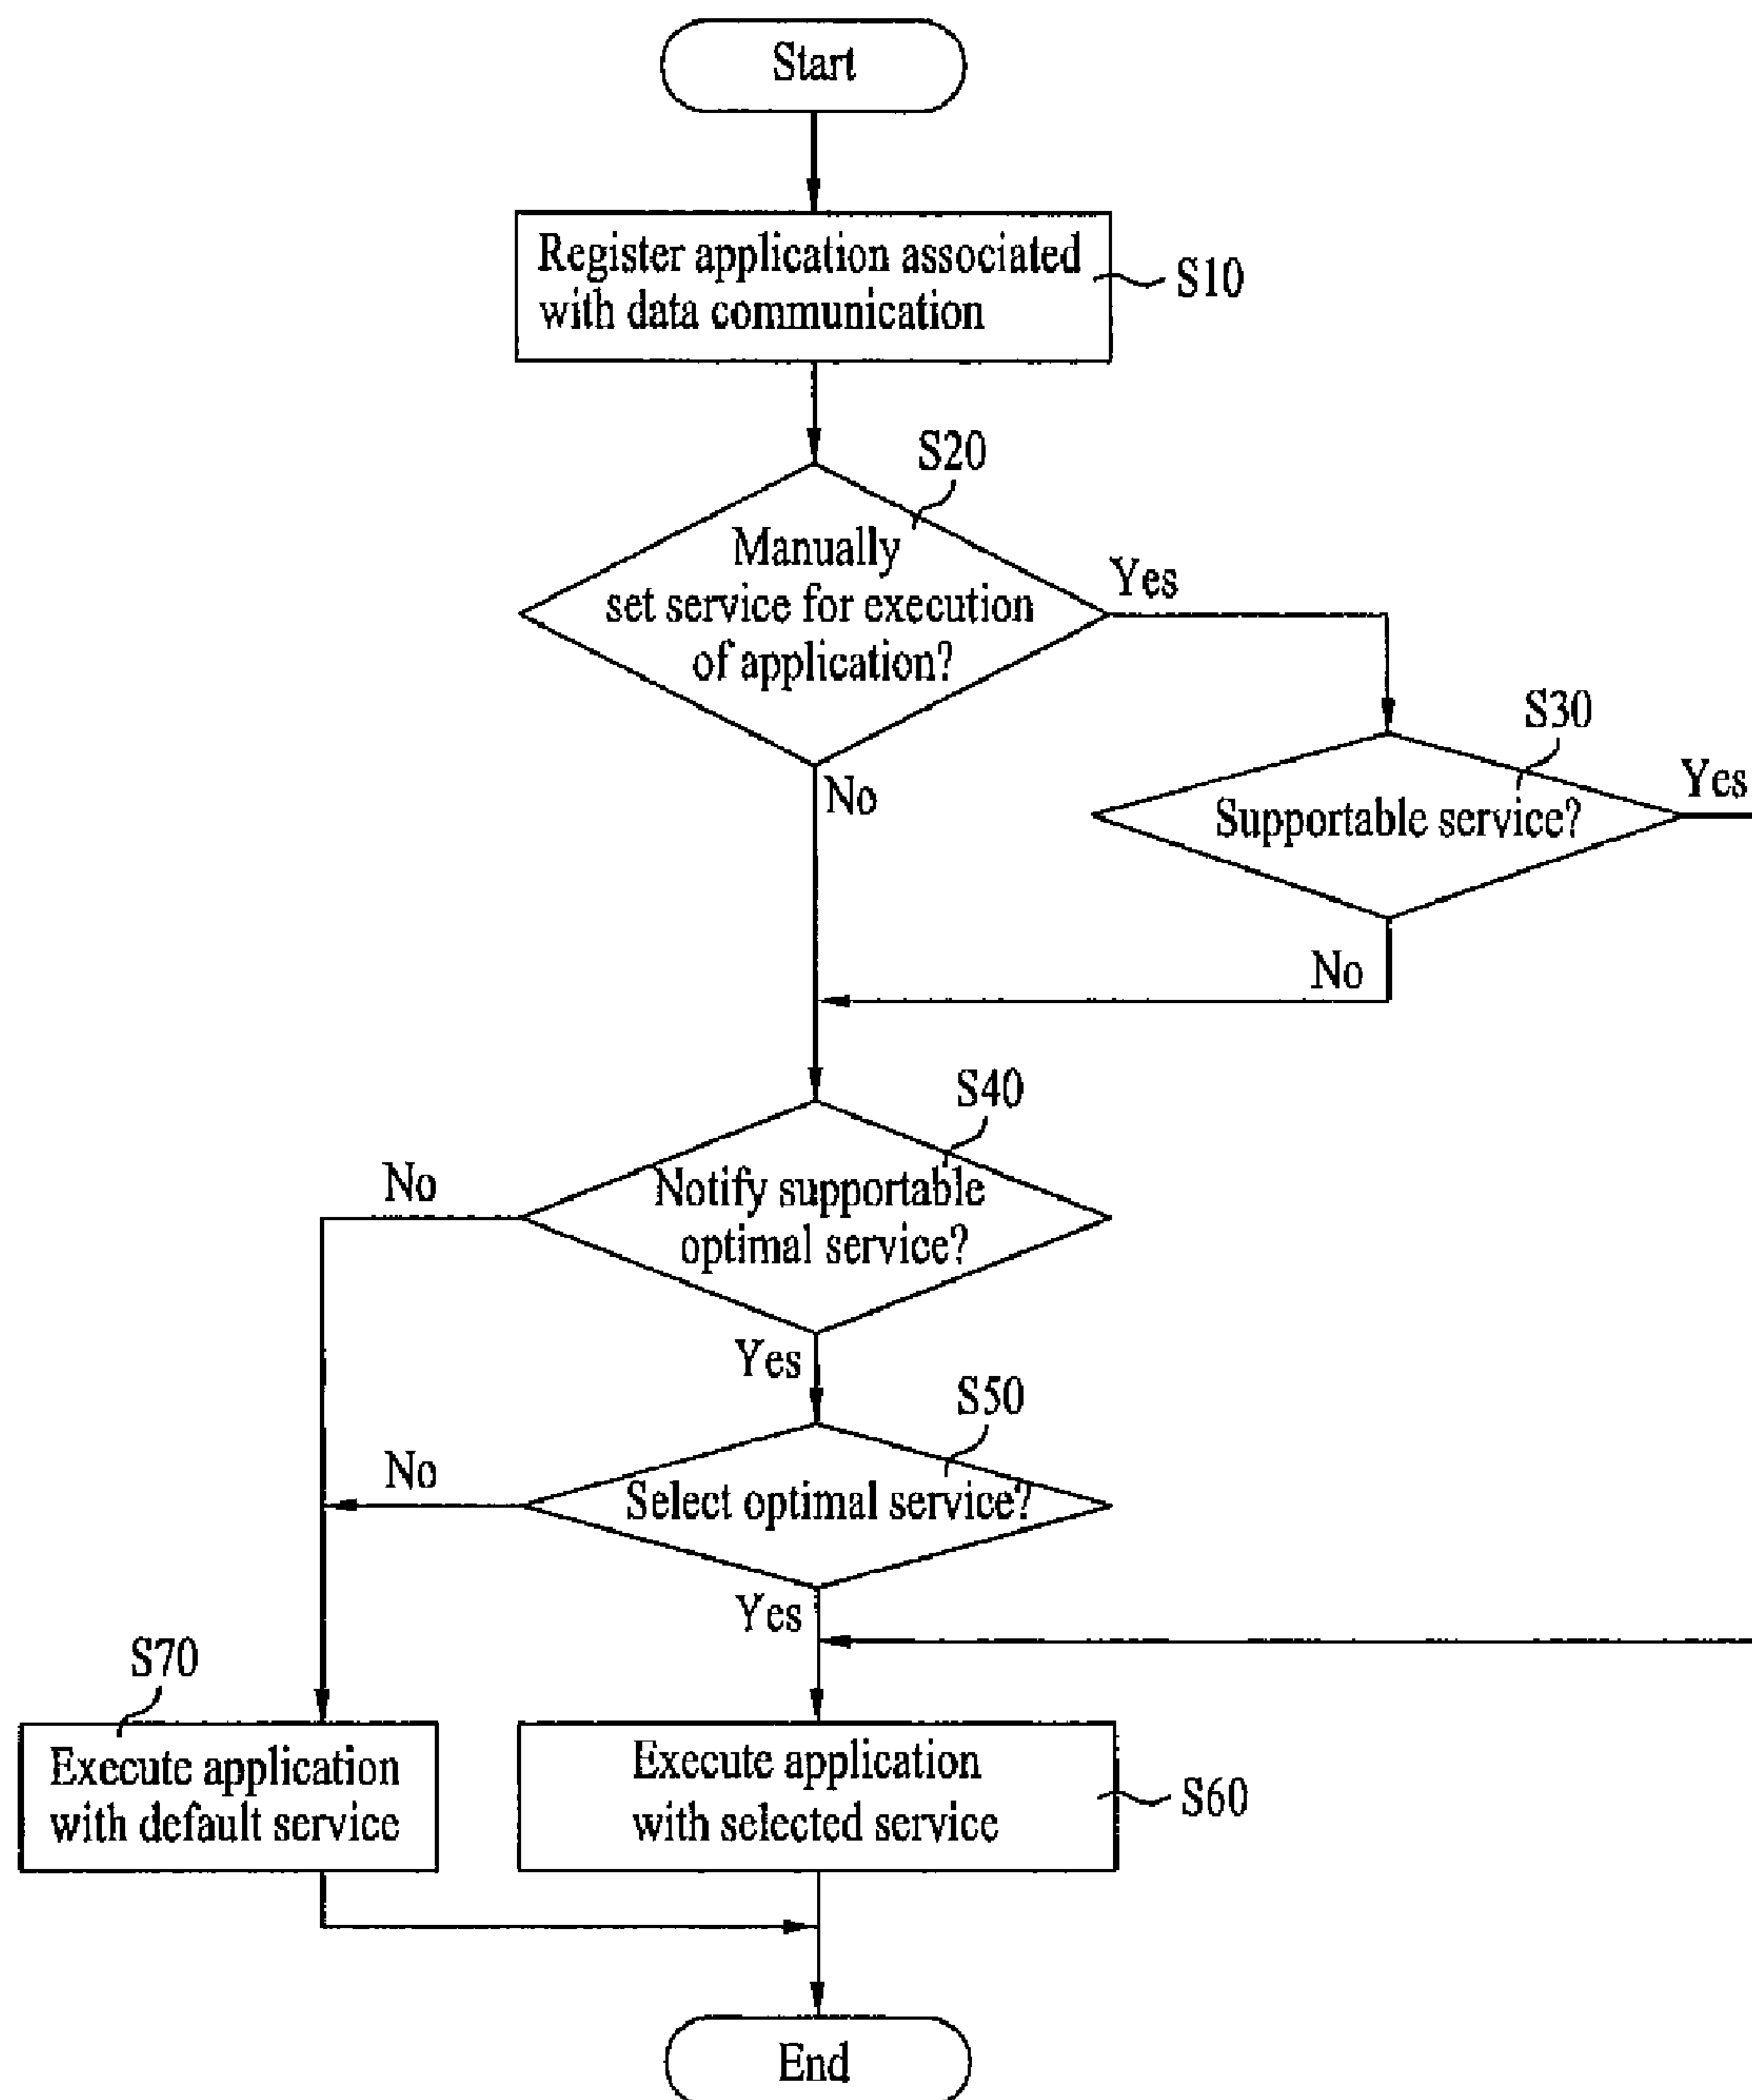 Start
Register application associated
with data communication
S10
S20
Manually
set service for execution
of application?
Yes
No
S30
Supportable service?
Yes
No
S40
Notify supportable
optimal service?
No
Yes
S50
Select optimal service?
No
Yes
S70
Execute application
with default service
Execute application
with selected service
S60
End